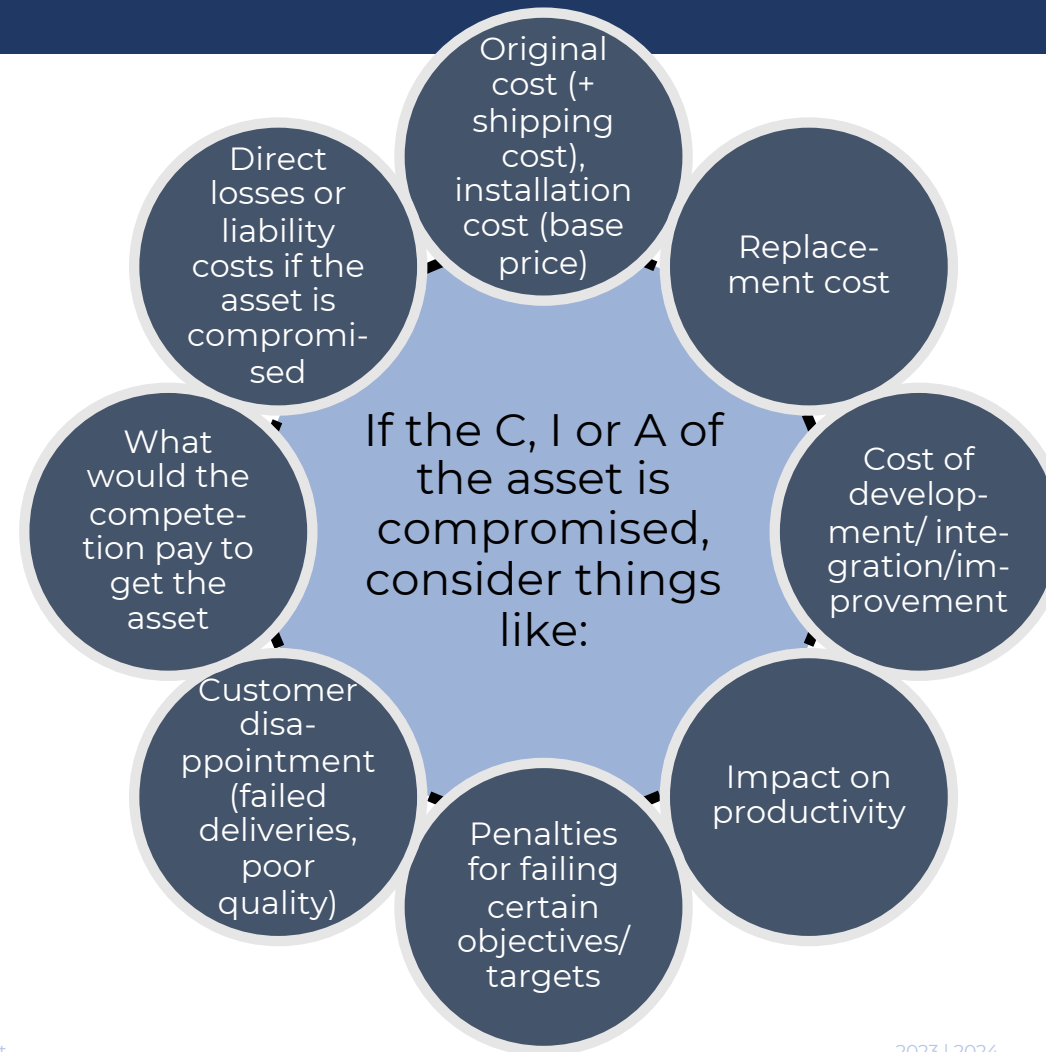 Original
cost (+
shipping
cost),
installation
cost (base
price)
Replace-
ment cost
Cost of
develop-
ment/ inte-
gration/im-
provement
Impact on
productivity
Penalties
for failing
certain
objectives/
targets
Customer
disa-
ppointment
(failed
deliveries,
poor
quality)
What
would the
compete-
tion pay to
get the
asset
Direct
losses or
liability
costs if the
asset is
compromi-
sed
If the C, I or A of
the asset is
compromised,
consider things
like:
2023 | 2024